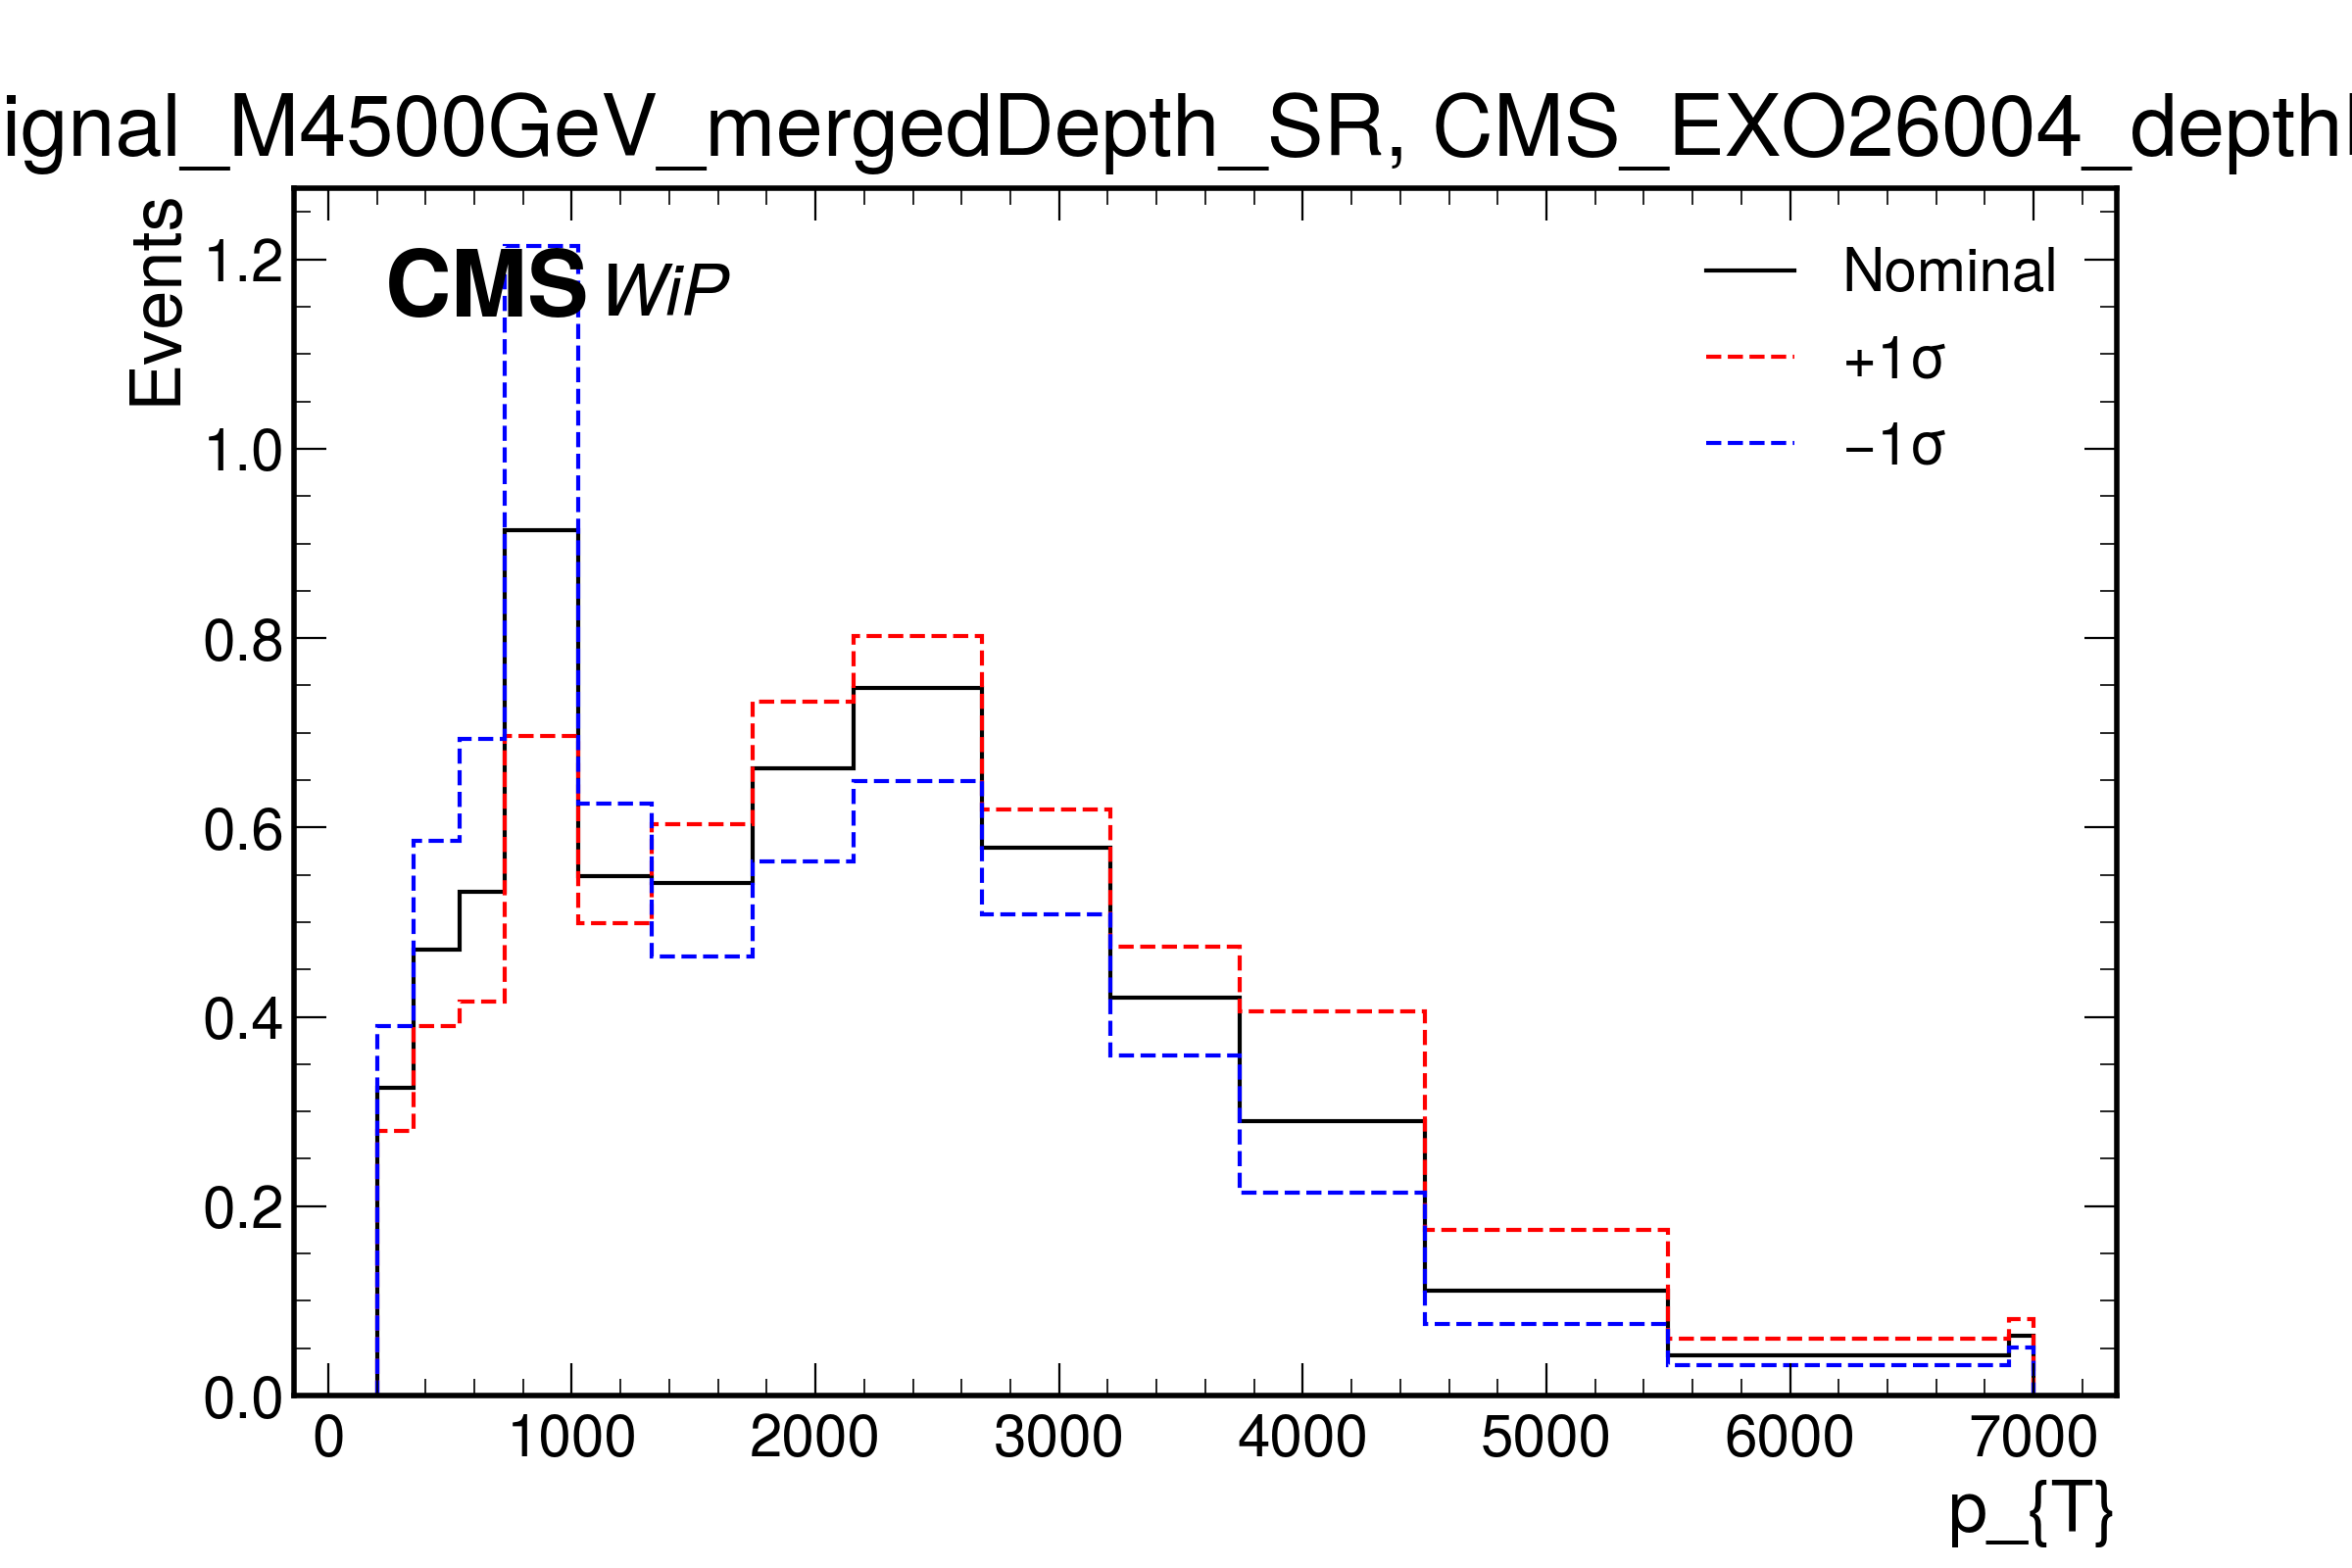 ignal_M4500GeV_mergedDepth_SR, CMS_EXO26004_depth
Events
CMS WiP
Nominal
+1σ
−1σ
1.2
1.0
0.8
0.6
0.4
0.2
0.0
0 1000 2000 3000 4000 5000 6000 7000
p_{T}